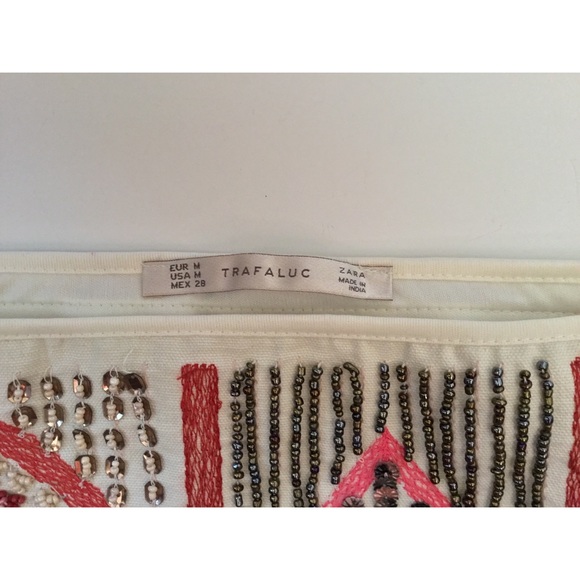 EUR M
USA M
MEX 28
TRAFALUC
ZARA
MADE IN
INDIA